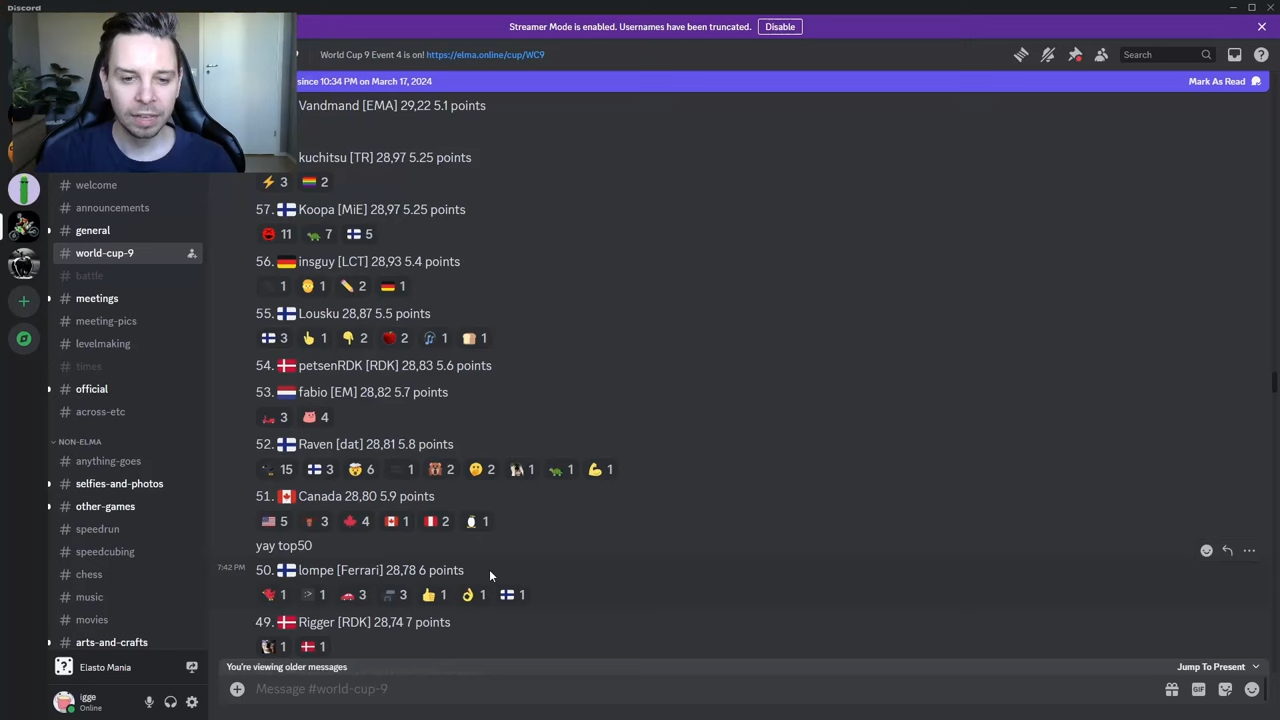 Discord
Streamer Mode is enabled. Usernames have been truncated.
Disable
World Cup 9 Event 4 is on! https://elma.online/cup/WC9
Search
since 10:34 PM on March 17, 2024
Mark As Read
Vandmand [EMA] 29,22 5.1 points
kuchitsu [TR] 28,97 5.25 points
3
2
57. Koopa [MiE] 28,97 5.25 points
11
7
5
56. insguy [LCT] 28,93 5.4 points
1
1
2
1
55. Lousku 28,87 5.5 points
3
1
2
2
1
1
54. petsenRDK [RDK] 28,83 5.6 points
53. fabio [EM] 28,82 5.7 points
3
4
52. Raven [dat] 28,81 5.8 points
15
3
6
1
2
2
1
1
1
51. Canada 28,80 5.9 points
5
3
4
1
2
1
yay top50
7:42 PM
50. lompe [Ferrari] 28,78 6 points
1
1
3
3
1
1
1
49. Rigger [RDK] 28,74 7 points
1
1
You're viewing older messages
Jump To Present
Message #world-cup-9
welcome
announcements
general
world-cup-9
battle
meetings
meeting-pics
levelmaking
times
official
across-etc
NON-ELMA
anything-goes
selfies-and-photos
other-games
speedrun
speedcubing
chess
music
movies
arts-and-crafts
Elasto Mania
igge
Online